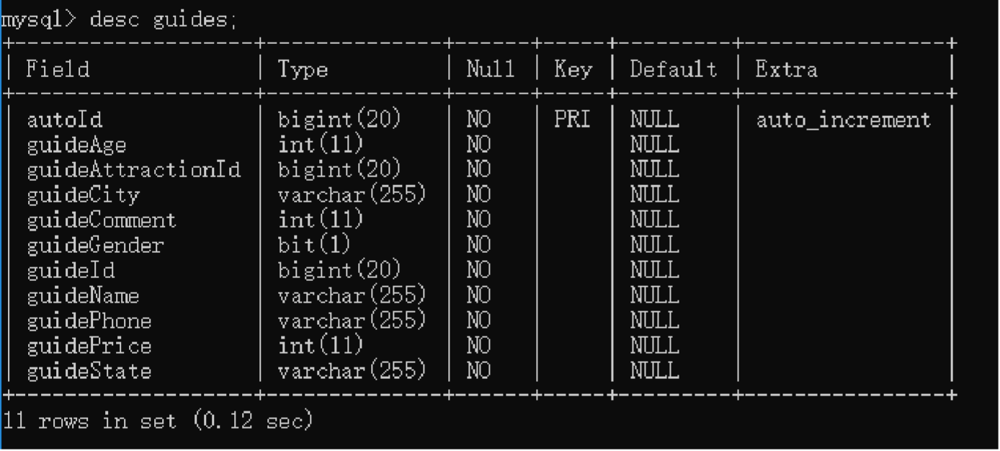 mysql> desc guides;
+-------------------+--------------+------+-----+---------+----------------+
| Field | Type | Null | Key | Default | Extra |
+-------------------+--------------+------+-----+---------+----------------+
| autoId | bigint(20) | NO | PRI | NULL | auto_increment |
| guideAge | int(11) | NO | | NULL | |
| guideAttractionId | bigint(20) | NO | | NULL | |
| guideCity | varchar(255) | NO | | NULL | |
| guideComment | int(11) | NO | | NULL | |
| guideGender | bit(1) | NO | | NULL | |
| guideId | bigint(20) | NO | | NULL | |
| guideName | varchar(255) | NO | | NULL | |
| guidePhone | varchar(255) | NO | | NULL | |
| guidePrice | int(11) | NO | | NULL | |
| guideState | varchar(255) | NO | | NULL | |
+-------------------+--------------+------+-----+---------+----------------+
11 rows in set (0.12 sec)